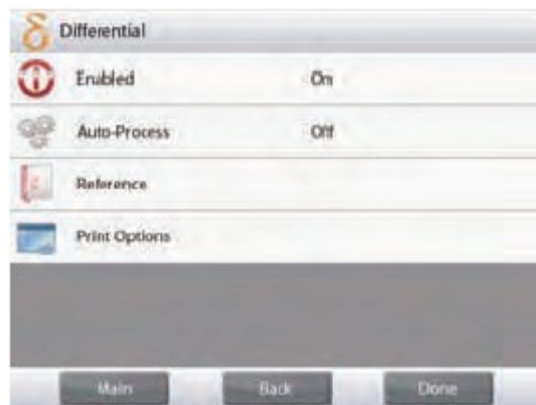 Differential
Enabled On
Auto-Process Off
Reference
Print Options
Main Back Done